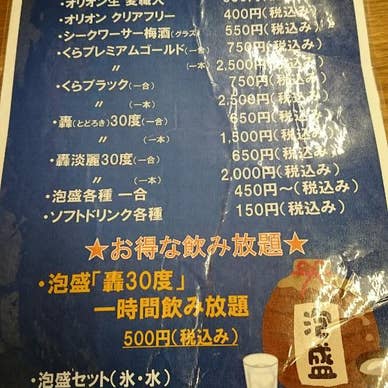 ・オリオン生 麦職人
・オリオン クリアフリー 400円(税込み)
・シークワーサー梅酒(グラス) 550円(税込み)
・くらプレミアムゴールド(一合) 750円(税込み)
〃 (一本) 2,500円(税込み)
・くらブラック(一合) 750円(税込み)
〃 (一本) 2,500円(税込み)
・轟(とどろき)30度(一合) 650円(税込み)
〃 (一本) 1,500円(税込み)
・轟淡麗30度(一合) 650円(税込み)
〃 (一本) 2,000円(税込み)
・泡盛各種 一合 450円~(税込み)
・ソフトドリンク各種 150円(税込み)
★お得な飲み放題★
・泡盛「轟30度」
一時間飲み放題
500円(税込み)
泡盛
・泡盛セット(氷・水)